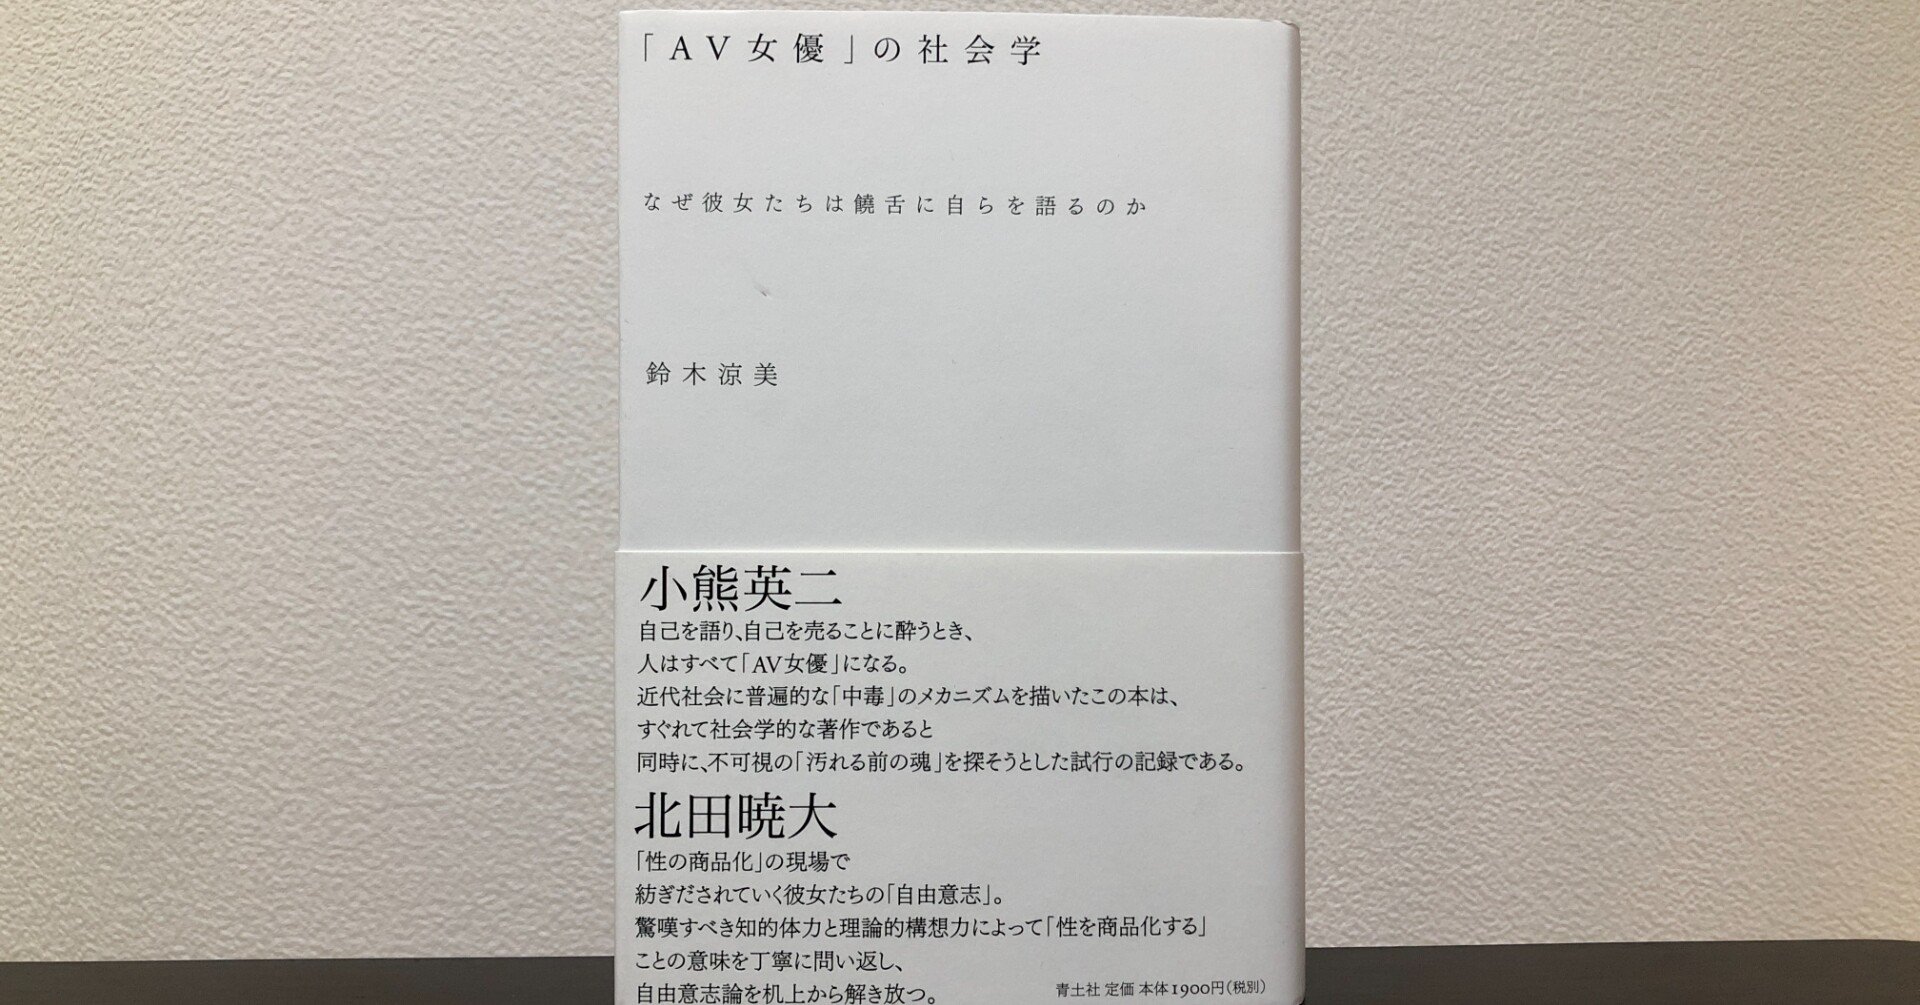 「AV女優」の社会学
なぜ彼女たちは饒舌に自らを語るのか
鈴木涼美
小熊英二
自己を語り、自己を売ることに酔うとき、
人はすべて「AV女優」になる。
近代社会に普遍的な「中毒」のメカニズムを描いたこの本は、
すぐれて社会学的な著作であると
同時に、不可視の「汚れる前の魂」を探そうとした試行の記録である。
北田暁大
「性の商品化」の現場で
紡ぎだされていく彼女たちの「自由意志」。
驚嘆すべき知的体力と理論的構想力によって「性を商品化する」
ことの意味を丁寧に問い返し、
自由意志論を机上から解き放つ。
青土社 定価 本体1900円(税別)